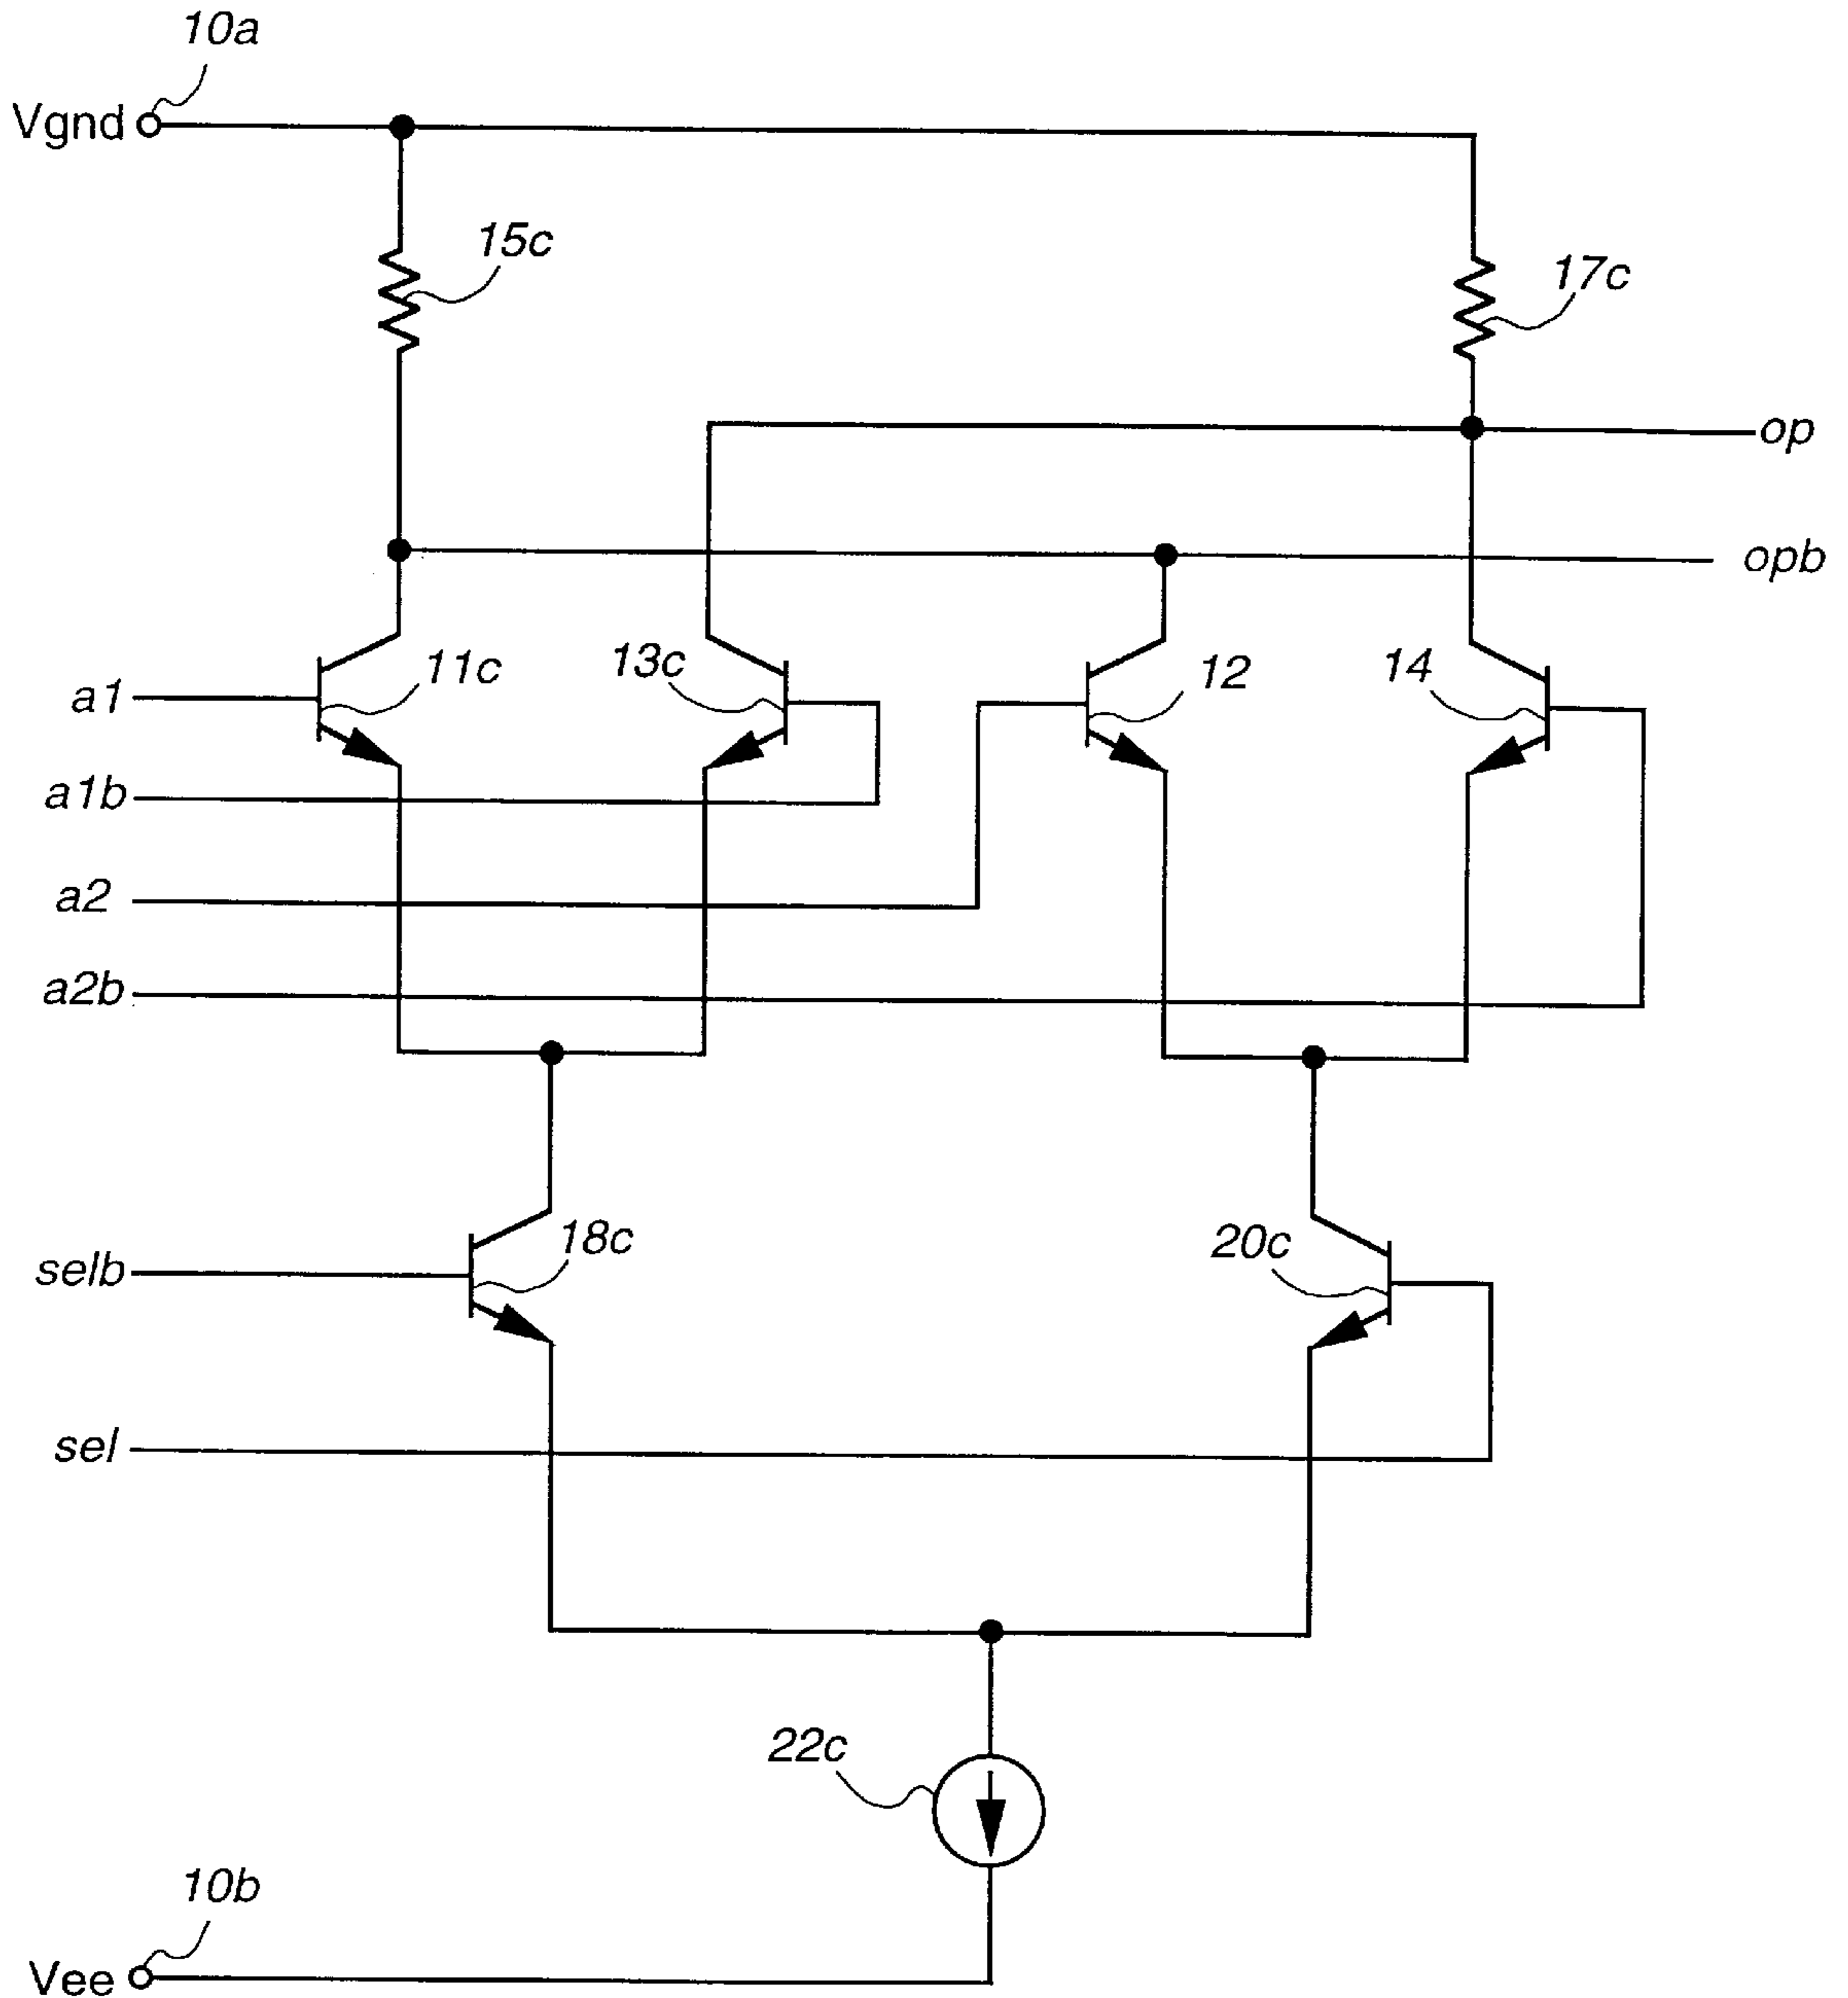 10a
Vgnd
15c
17c
op
opb
11c
13c
12
14
a1
a1b
a2
a2b
18c
20c
selb
sel
22c
10b
Vee